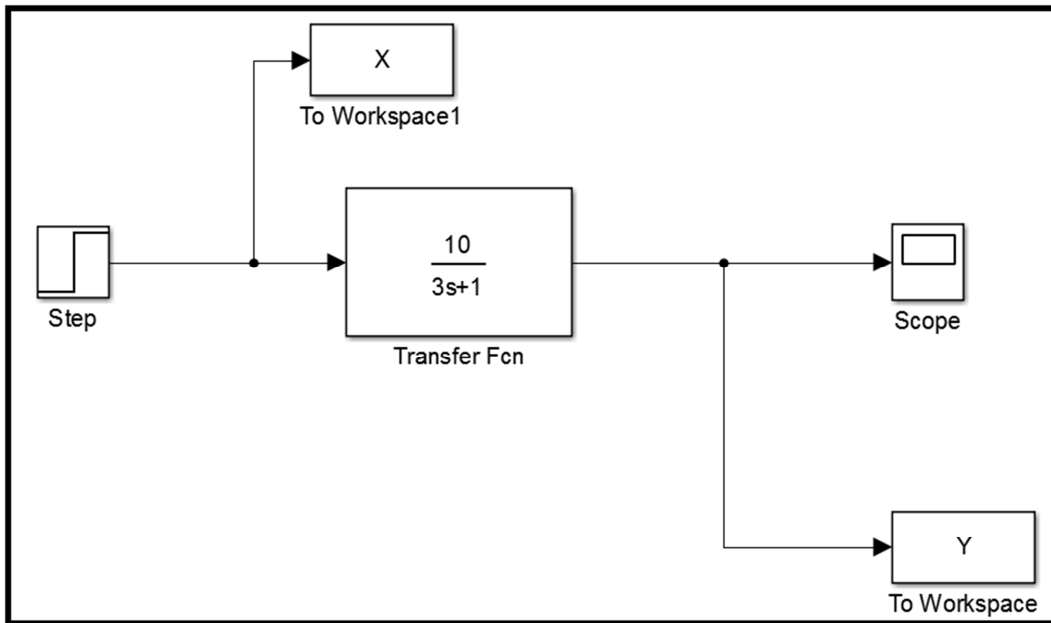 X
To Workspace1
10
3s+1
Step
Transfer Fcn
Scope
Y
To Workspace